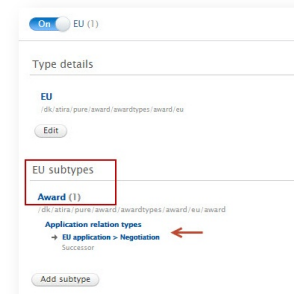 On EU (1)
Type details
EU
/dk/atira/pure/award/awardtypes/award/eu
Edit
EU subtypes
Award (1)
/dk/atira/pure/award/awardtypes/award/eu/award
Application relation types
→ EU application > Negotiation
Successor
Add subtype